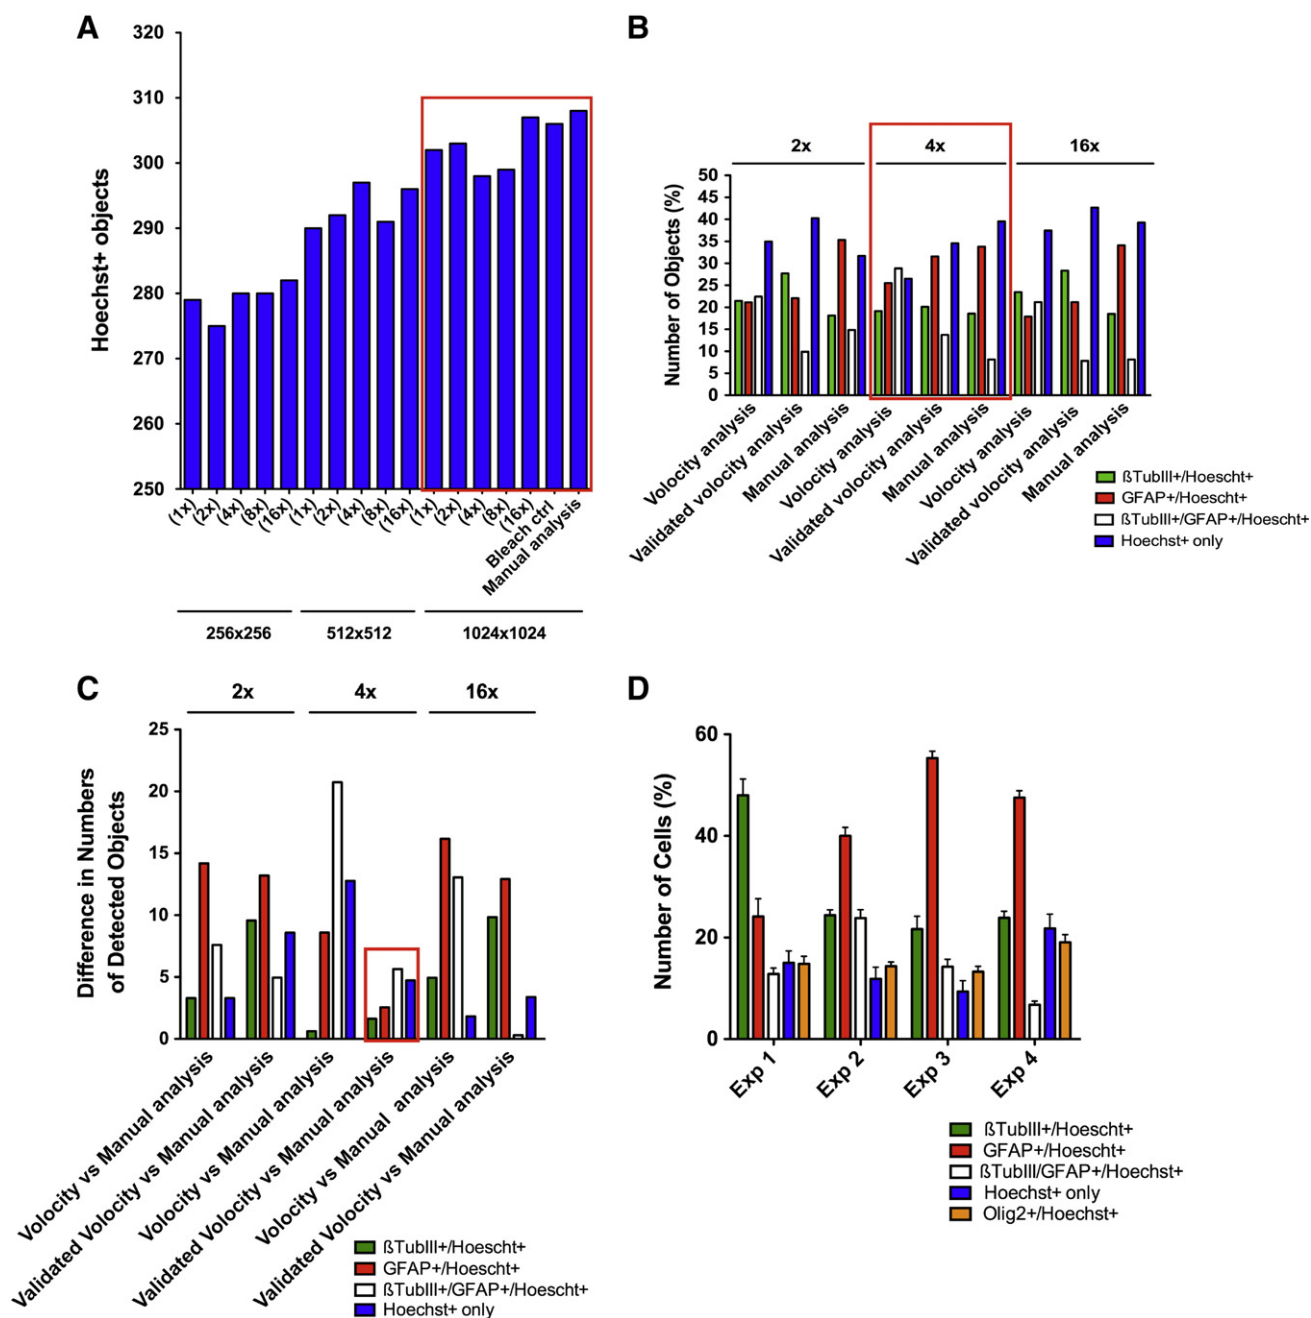 A
320
310
300
290
280
270
260
250
Hoechst+ objects
(1x)
(2x)
(4x)
(8x)
(16x)
(1x)
(2x)
(4x)
(8x)
(16x)
(1x)
(2x)
(4x)
(8x)
(16x)
Bleach ctrl
Manual analysis
256x256
512x512
1024x1024
B
2x
4x
16x
50
45
40
35
30
25
20
15
10
5
0
Number of Objects (%)
Volocity analysis
Validated volocity analysis
Manual analysis
Volocity analysis
Validated volocity analysis
Manual analysis
Volocity analysis
Validated volocity analysis
Manual analysis
ßTubIII+/Hoescht+
GFAP+/Hoescht+
ßTubIII+/GFAP+/Hoescht+
Hoechst+ only
C
2x
4x
16x
25
20
15
10
5
0
Difference in Numbers
of Detected Objects
Volocity vs Manual analysis
Validated Volocity vs Manual analysis
Volocity vs Manual analysis
Validated Volocity vs Manual analysis
Volocity vs Manual analysis
Validated Volocity vs Manual analysis
ßTubIII+/Hoescht+
GFAP+/Hoescht+
ßTubIII+/GFAP+/Hoescht+
Hoechst+ only
D
60
40
20
0
Number of Cells (%)
Exp 1
Exp 2
Exp 3
Exp 4
ßTubIII+/Hoescht+
GFAP+/Hoescht+
ßTubIII/GFAP+/Hoechst+
Hoechst+ only
Olig2+/Hoechst+